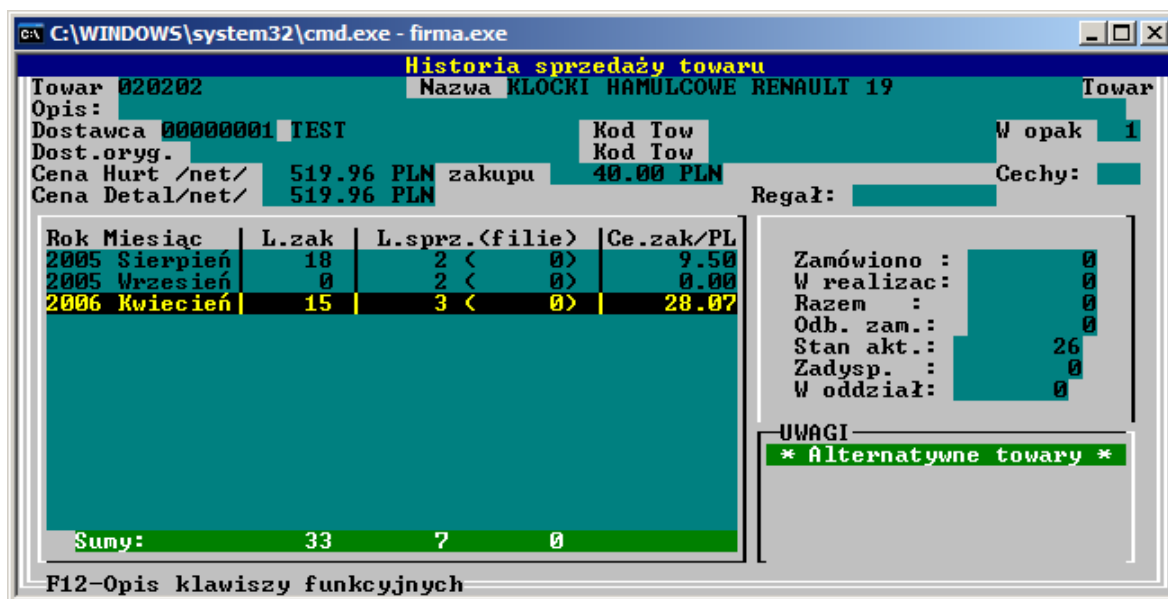 C:\WINDOWS\system32\cmd.exe - firma.exe
Historia sprzedaży towaru
Towar 020202 Nazwa KLOCKI HAMULCOWE RENAULT 19 Towar
Opis:
Dostawca 00000001 TEST Kod Tow W opak 1
Dost.oryg. Kod Tow
Cena Hurt /net/ 519.96 PLN zakupu 40.00 PLN Cechy:
Cena Detal/net/ 519.96 PLN Regał:
Rok Miesiąc | L.zak | L.sprz.(filie) |Ce.zak/PL
2005 Sierpień| 18 | 2 ( 0) | 9.50
2005 Wrzesień| 0 | 2 ( 0) | 0.00
2006 Kwiecień| 15 | 3 ( 0) | 28.07
Sumy: 33 7 0
Zamówiono : 0
W realizac: 0
Razem : 0
Odb. zam.: 0
Stan akt.: 26
Zadysp. : 0
W oddział: 0
UWAGI
* Alternatywne towary *
F12-Opis klawiszy funkcyjnych